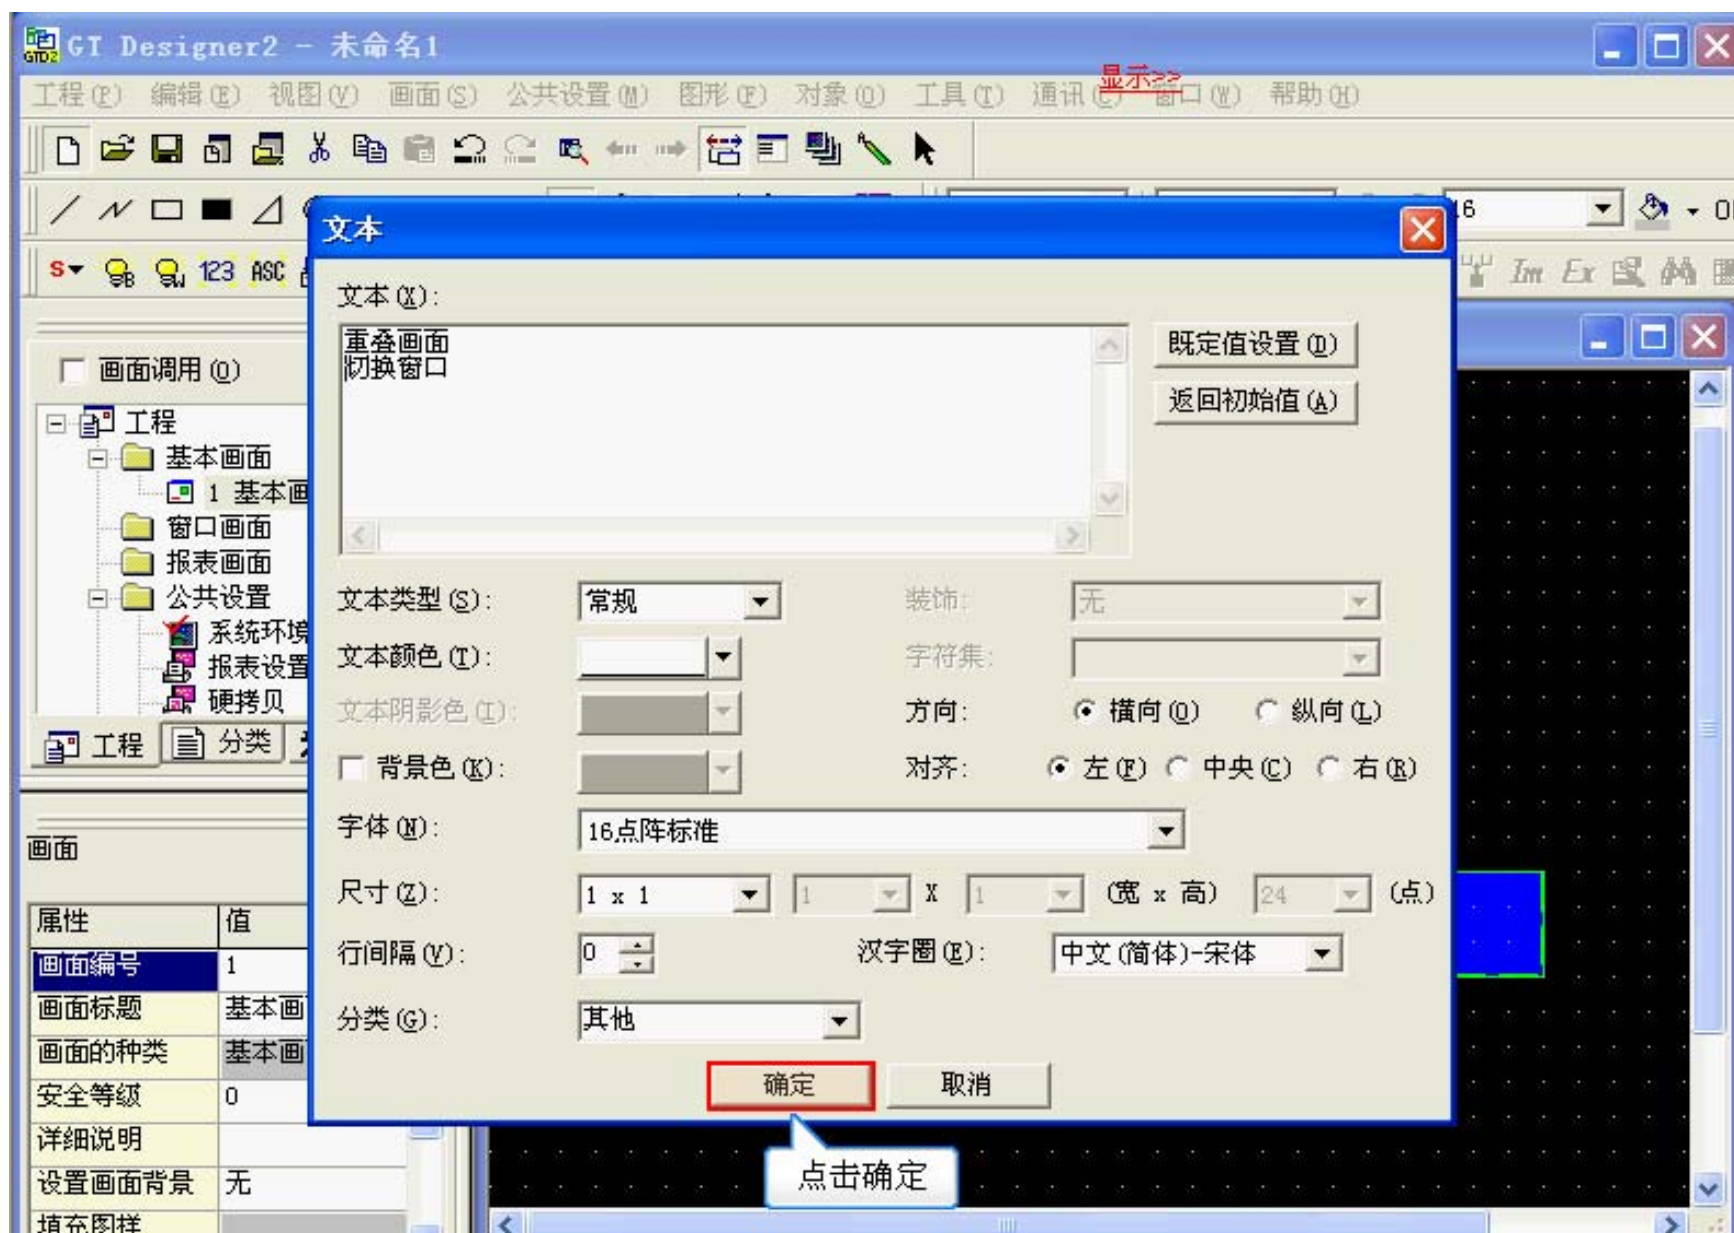 GT Designer2 - 未命名1
工程(P) 编辑(E) 视图(V) 画面(S) 公共设置(M) 图形(F) 对象(O) 工具(T) 通讯(C) 窗口(W) 帮助(H)
显示>>
16
S 123 ASC
Im Ex
文本
文本(X):
重叠画面
切换窗口
既定值设置(D)
返回初始值(A)
文本类型(S): 常规 装饰: 无
文本颜色(T): 字符集:
文本阴影色(I): 方向: 横向(O) 纵向(L)
背景色(K): 对齐: 左(F) 中央(C) 右(R)
字体(N): 16点阵标准
尺寸(Z): 1 x 1 1 X 1 (宽 x 高) 24 (点)
行间隔(V): 0 汉字圈(E): 中文(简体)-宋体
分类(G): 其他
确定 取消
点击确定
画面调用(O)
工程
基本画面
1 基本画
窗口画面
报表画面
公共设置
系统环境
报表设置
硬拷贝
工程 分类
画面
属性 值
画面编号 1
画面标题 基本画
画面的种类 基本画
安全等级 0
详细说明
设置画面背景 无
填充图样